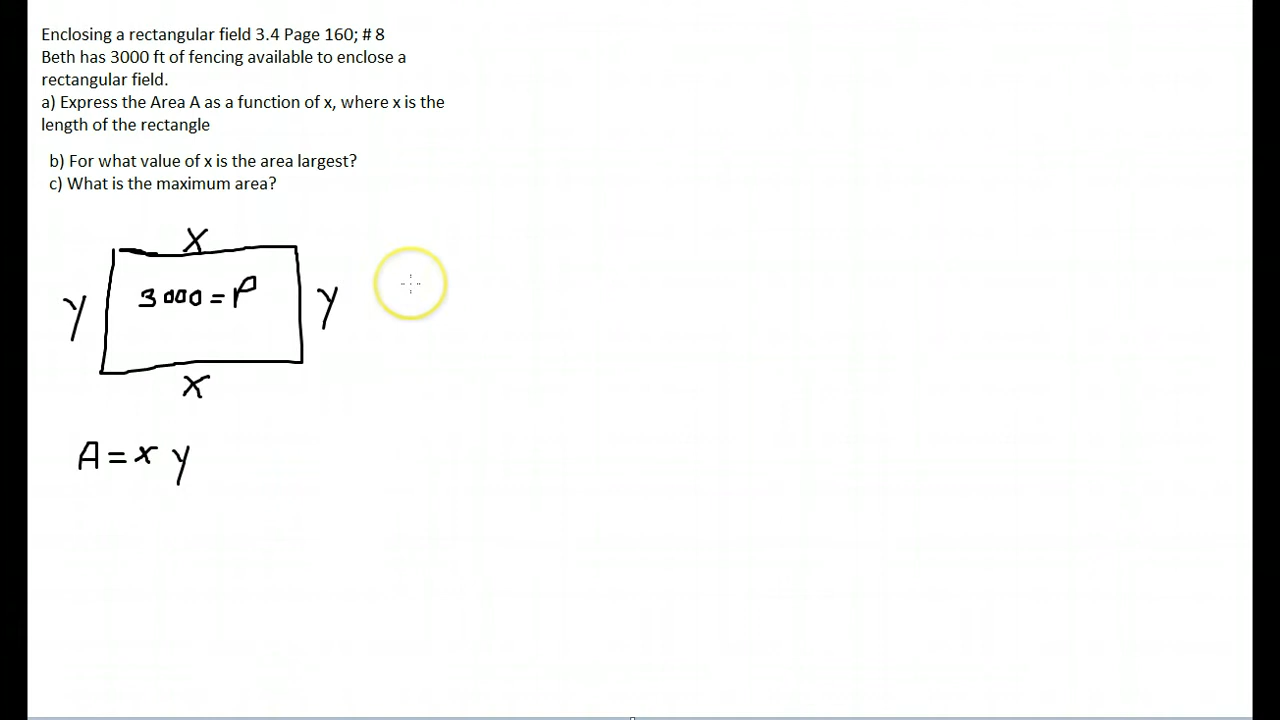 Enclosing a rectangular field 3.4 Page 160; # 8
Beth has 3000 ft of fencing available to enclose a
rectangular field.
a) Express the Area A as a function of x, where x is the
length of the rectangle
b) For what value of x is the area largest?
c) What is the maximum area?
x
y 3000 = P y
x
A = x y